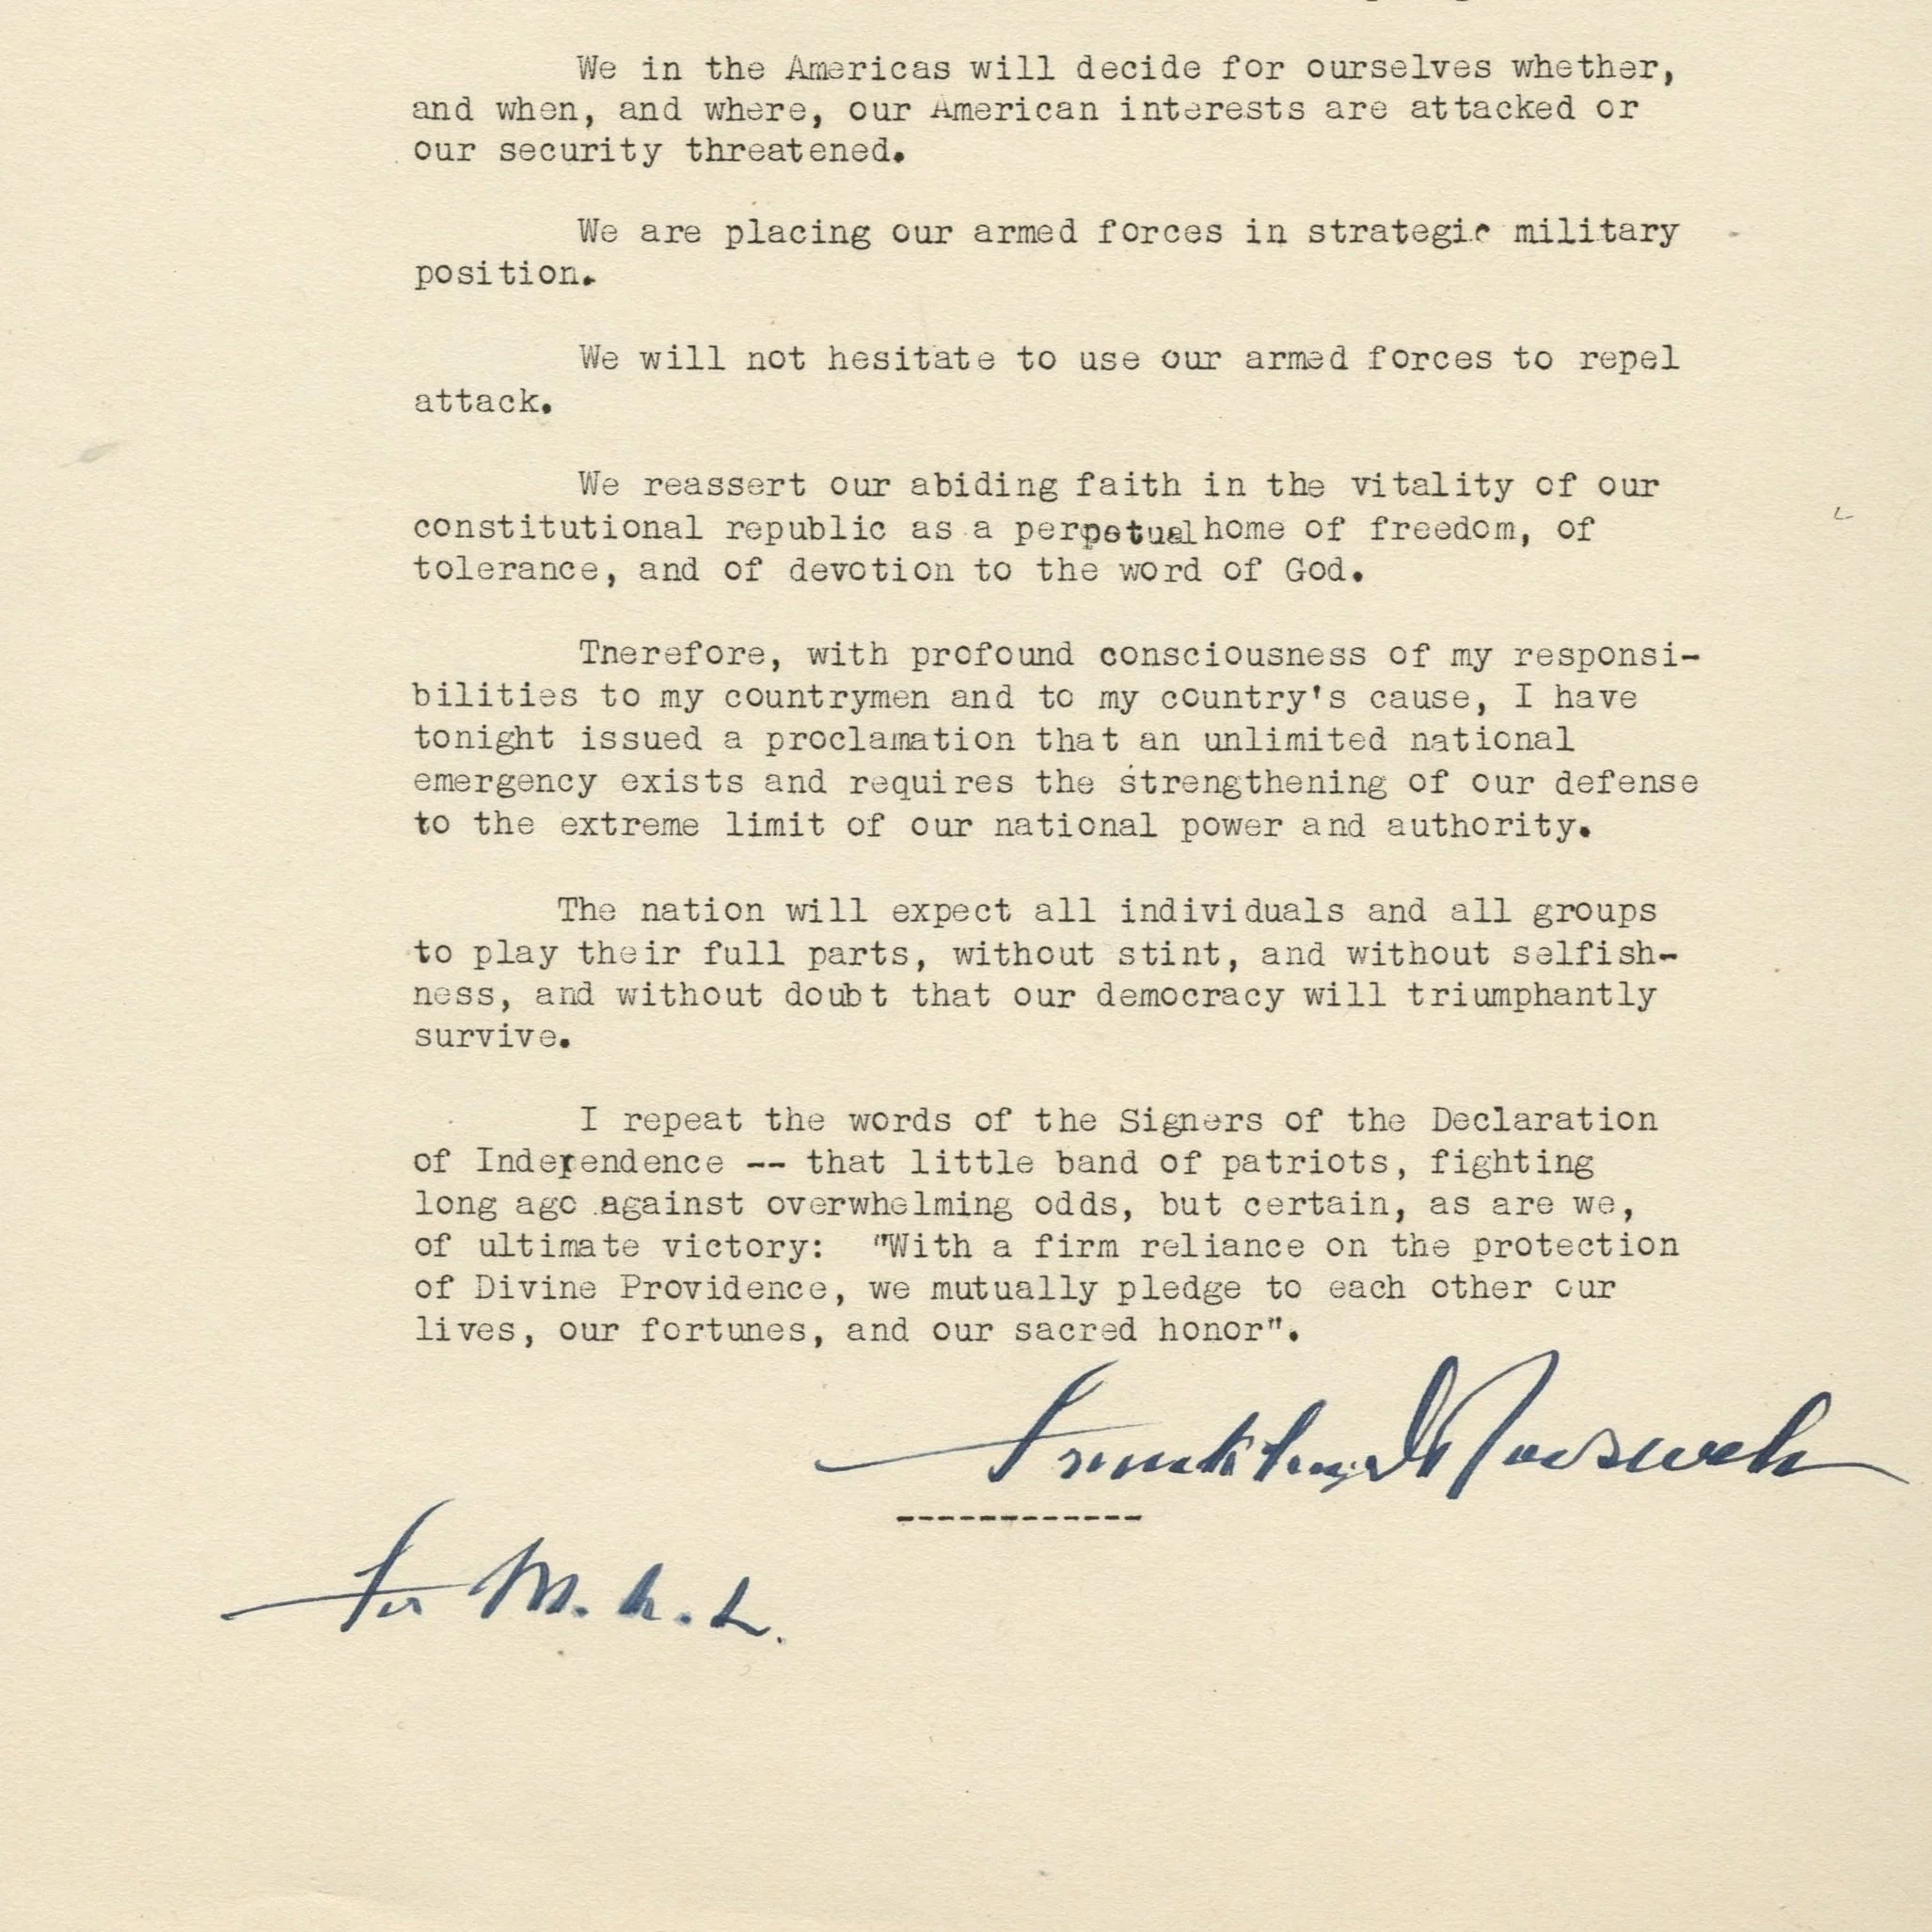 We in the Americas will decide for ourselves whether,
and when, and where, our American interests are attacked or
our security threatened.
We are placing our armed forces in strategic military
position.
We will not hesitate to use our armed forces to repel
attack.
We reassert our abiding faith in the vitality of our
constitutional republic as a perpetual home of freedom, of
tolerance, and of devotion to the word of God.
Therefore, with profound consciousness of my responsi-
bilities to my countrymen and to my country's cause, I have
tonight issued a proclamation that an unlimited national
emergency exists and requires the strengthening of our defense
to the extreme limit of our national power and authority.
The nation will expect all individuals and all groups
to play their full parts, without stint, and without selfish-
ness, and without doubt that our democracy will triumphantly
survive.
I repeat the words of the Signers of the Declaration
of Independence -- that little band of patriots, fighting
long ago against overwhelming odds, but certain, as are we,
of ultimate victory: "With a firm reliance on the protection
of Divine Providence, we mutually pledge to each other our
lives, our fortunes, and our sacred honor".
Franklin D Roosevelt
------------
for M.A.L.